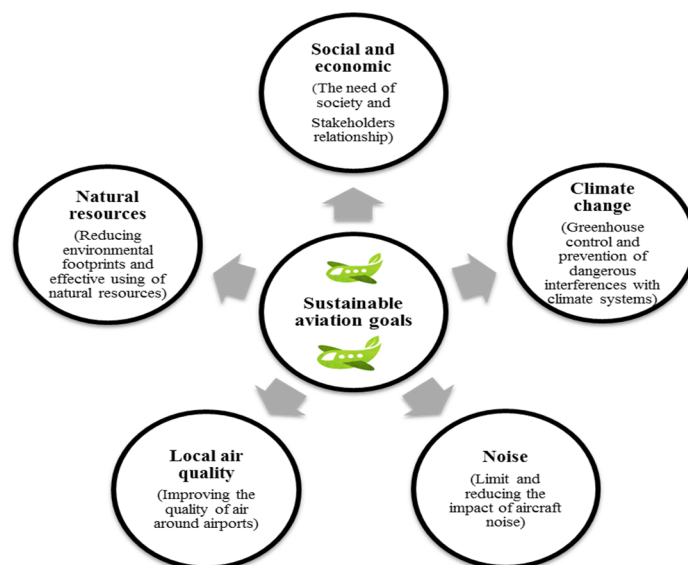 Social and
economic
(The need of
society and
Stakeholders
relationship)
Natural
resources
(Reducing
environmental
footprints and
effective using of
natural resources)
Climate
change
(Greenhouse
control and
prevention of
dangerous
interferences with
climate systems)
Sustainable
aviation goals
Local air
quality
(Improving the
quality of air
around airports)
Noise
(Limit and
reducing the
impact of aircraft
noise)